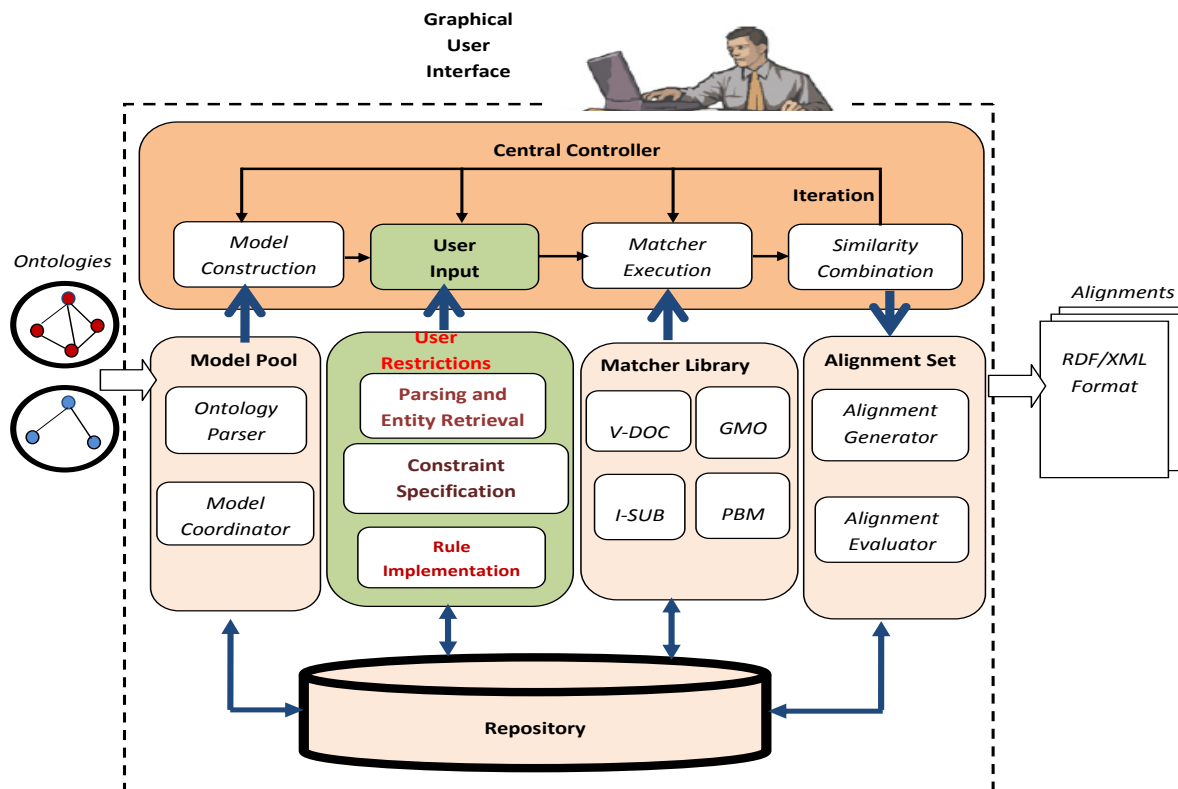 Graphical
User
Interface
Central Controller
Iteration
Model
Construction
User
Input
Matcher
Execution
Similarity
Combination
Ontologies
Alignments
RDF/XML
Format
Model Pool
Ontology
Parser
Model
Coordinator
User
Restrictions
Parsing and
Entity Retrieval
Constraint
Specification
Rule
Implementation
Matcher Library
V-DOC
GMO
I-SUB
PBM
Alignment Set
Alignment
Generator
Alignment
Evaluator
Repository